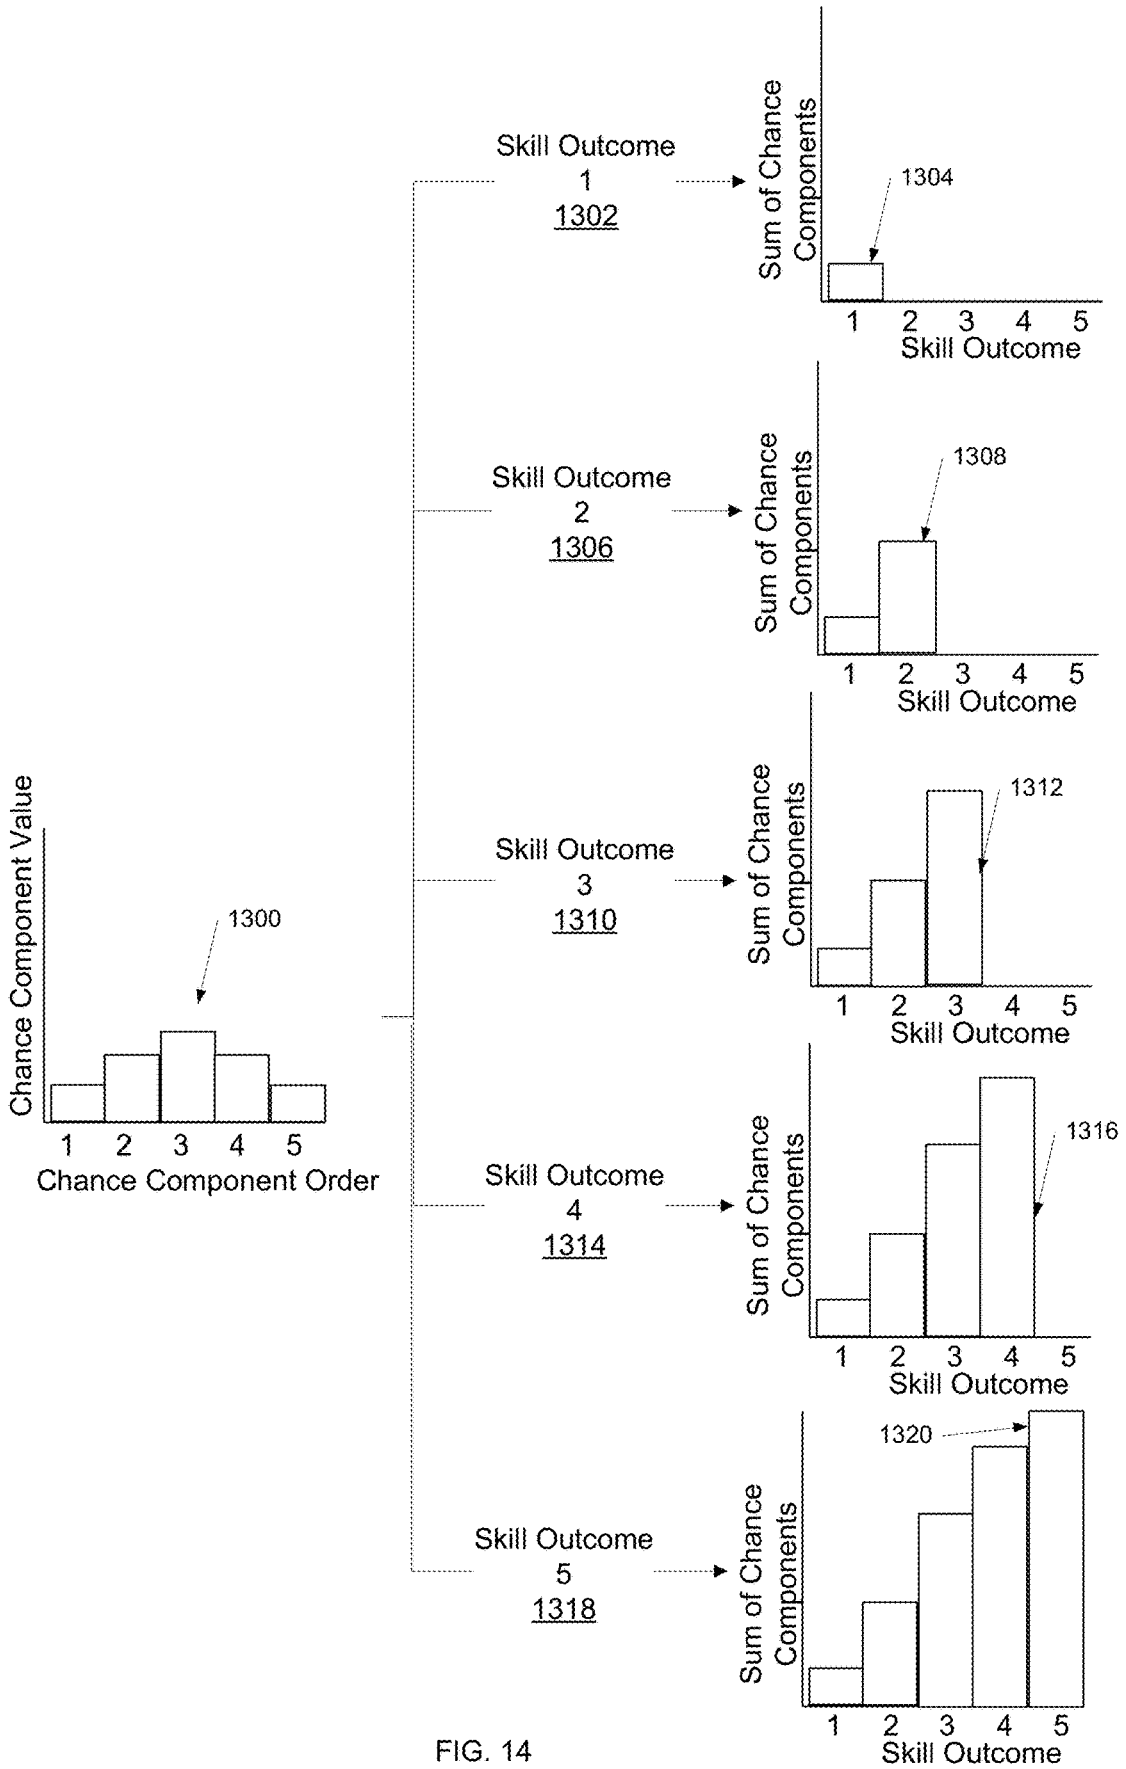 Skill Outcome
1
1302
Sum of Chance
Components
1304
1 2 3 4 5
Skill Outcome
Skill Outcome
2
1306
Sum of Chance
Components
1308
1 2 3 4 5
Skill Outcome
Skill Outcome
3
1310
Sum of Chance
Components
1312
1 2 3 4 5
Skill Outcome
Chance Component Value
1300
1 2 3 4 5
Chance Component Order
Skill Outcome
4
1314
Sum of Chance
Components
1316
1 2 3 4 5
Skill Outcome
Skill Outcome
5
1318
Sum of Chance
Components
1320
1 2 3 4 5
Skill Outcome
FIG. 14